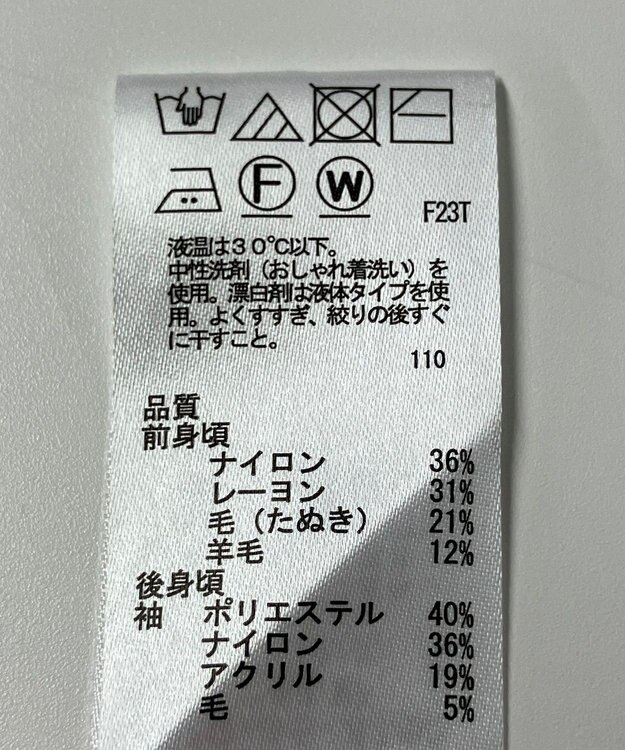 F W F23T
液温は３０℃以下。
中性洗剤（おしゃれ着洗い）を
使用。漂白剤は液体タイプを使
用。よくすすぎ、絞りの後すぐ
に干すこと。
110
品質
前身頃
ナイロン 36%
レーヨン 31%
毛（たぬき） 21%
羊毛 12%
後身頃
袖 ポリエステル 40%
ナイロン 36%
アクリル 19%
毛 5%